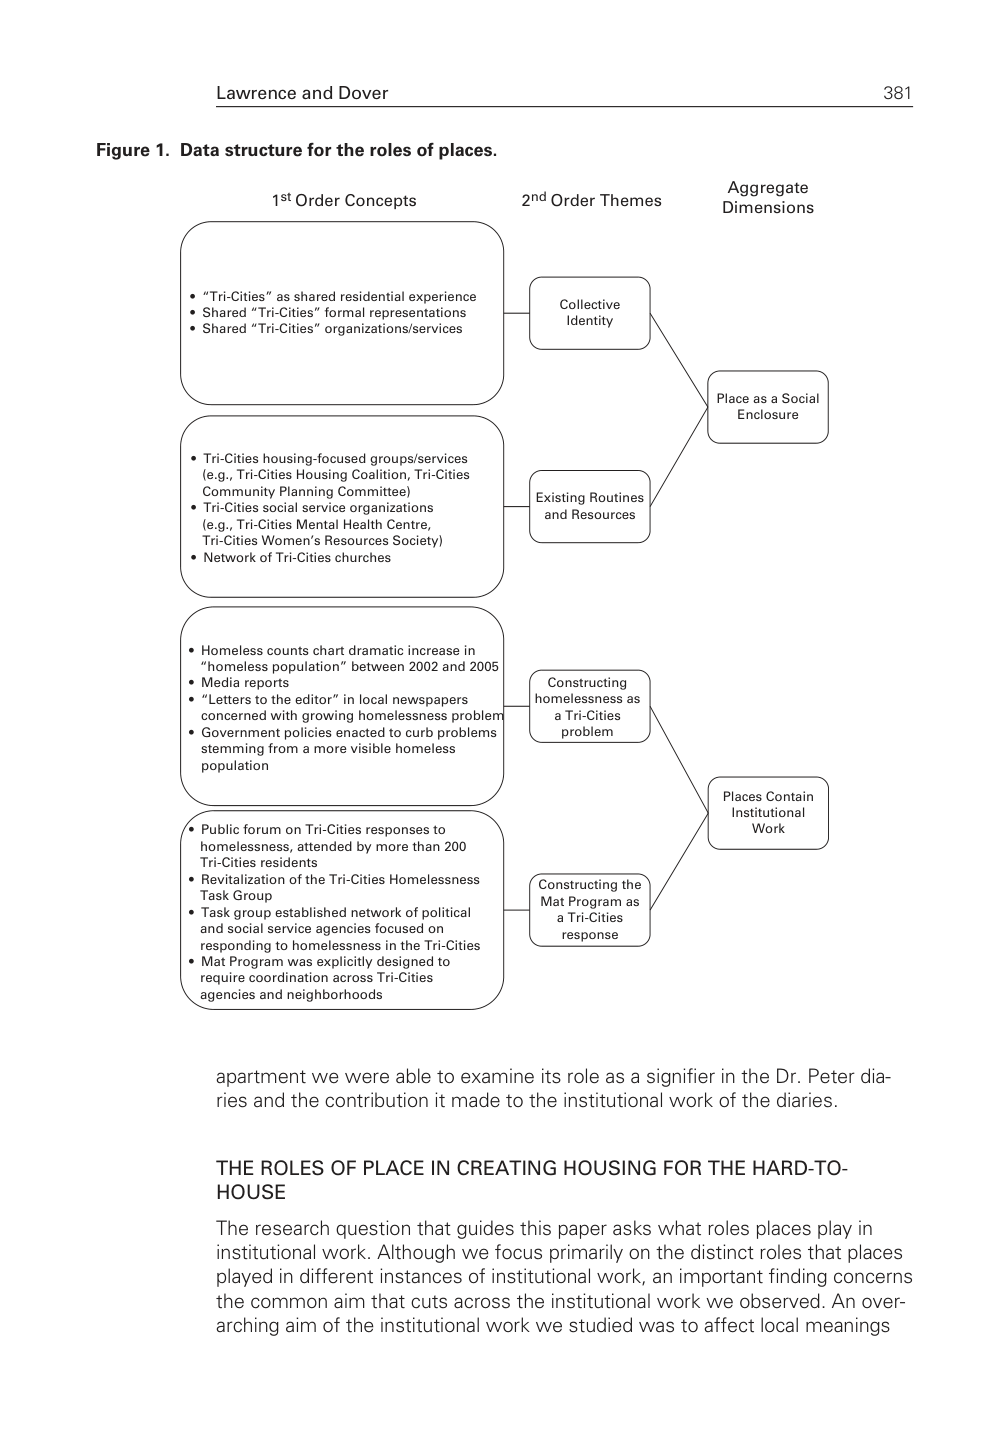 Lawrence and Dover 381
Figure 1. Data structure for the roles of places.
1st Order Concepts
2nd Order Themes
Aggregate
Dimensions
• “Tri-Cities” as shared residential experience
• Shared “Tri-Cities” formal representations
• Shared “Tri-Cities” organizations/services
Collective
Identity
Place as a Social
Enclosure
• Tri-Cities housing-focused groups/services
(e.g., Tri-Cities Housing Coalition, Tri-Cities
Community Planning Committee)
• Tri-Cities social service organizations
(e.g., Tri-Cities Mental Health Centre,
Tri-Cities Women’s Resources Society)
• Network of Tri-Cities churches
Existing Routines
and Resources
• Homeless counts chart dramatic increase in
“homeless population” between 2002 and 2005
• Media reports
• “Letters to the editor” in local newspapers
concerned with growing homelessness problem
• Government policies enacted to curb problems
stemming from a more visible homeless
population
Constructing
homelessness as
a Tri-Cities
problem
Places Contain
Institutional
Work
• Public forum on Tri-Cities responses to
homelessness, attended by more than 200
Tri-Cities residents
• Revitalization of the Tri-Cities Homelessness
Task Group
• Task group established network of political
and social service agencies focused on
responding to homelessness in the Tri-Cities
• Mat Program was explicitly designed to
require coordination across Tri-Cities
agencies and neighborhoods
Constructing the
Mat Program as
a Tri-Cities
response
apartment we were able to examine its role as a signifier in the Dr. Peter dia-
ries and the contribution it made to the institutional work of the diaries.
THE ROLES OF PLACE IN CREATING HOUSING FOR THE HARD-TO-
HOUSE
The research question that guides this paper asks what roles places play in
institutional work. Although we focus primarily on the distinct roles that places
played in different instances of institutional work, an important finding concerns
the common aim that cuts across the institutional work we observed. An over-
arching aim of the institutional work we studied was to affect local meanings